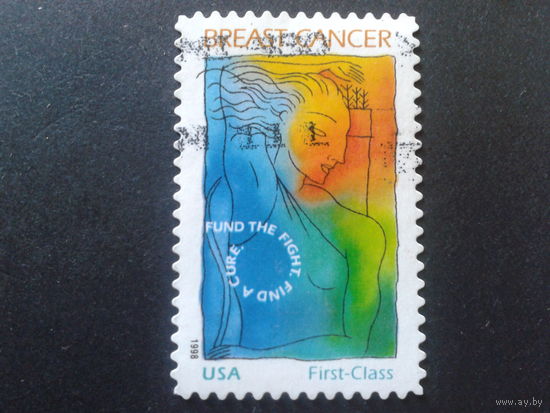 BREAST CANCER
FUND THE FIGHT. FIND A CURE.
1998
USA First-Class
www.ay.by